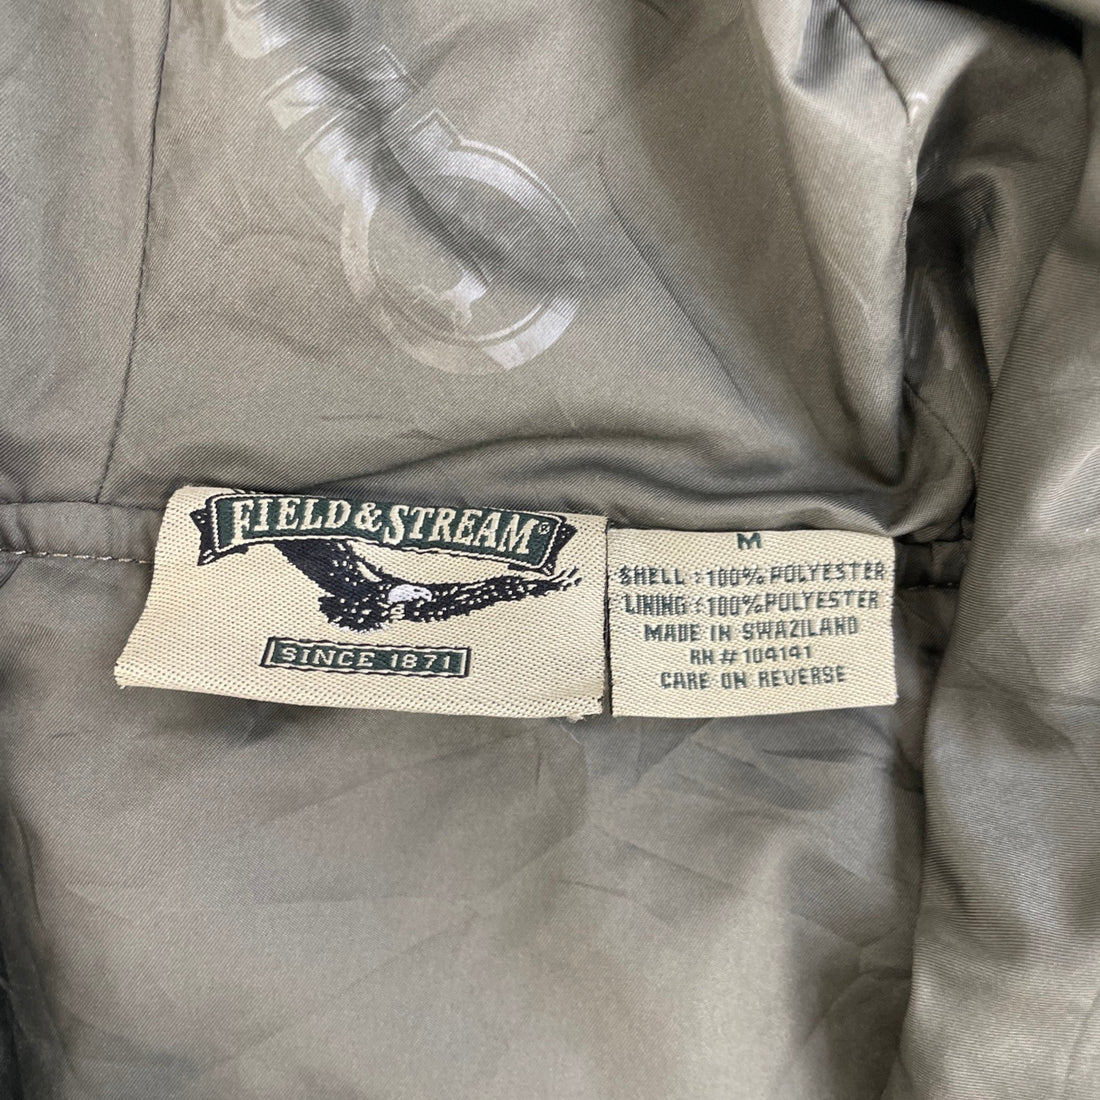 FIELD & STREAM®
SINCE 1871
M
SHELL : 100% POLYESTER
LINING : 100% POLYESTER
MADE IN SWAZILAND
RN # 104141
CARE ON REVERSE